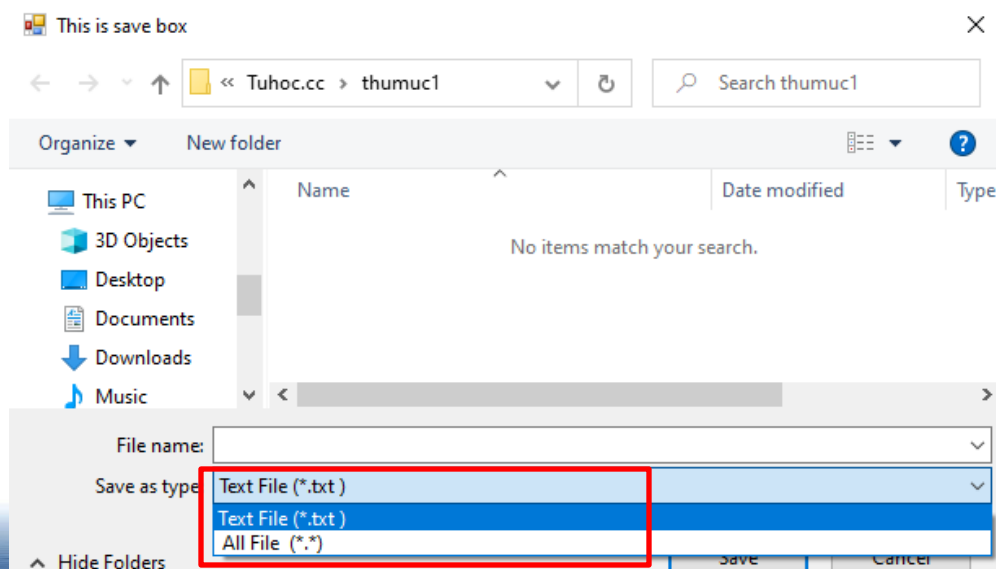 This is save box
« Tuhoc.cc > thumuc1
Search thumuc1
Organize
New folder
?
This PC
Name
Date modified
Type
3D Objects
No items match your search.
Desktop
Documents
Downloads
Music
File name:
Save as type
Text File (*.txt )
Text File (*.txt )
All File (*.*)
Hide Folders
Save
Cancel